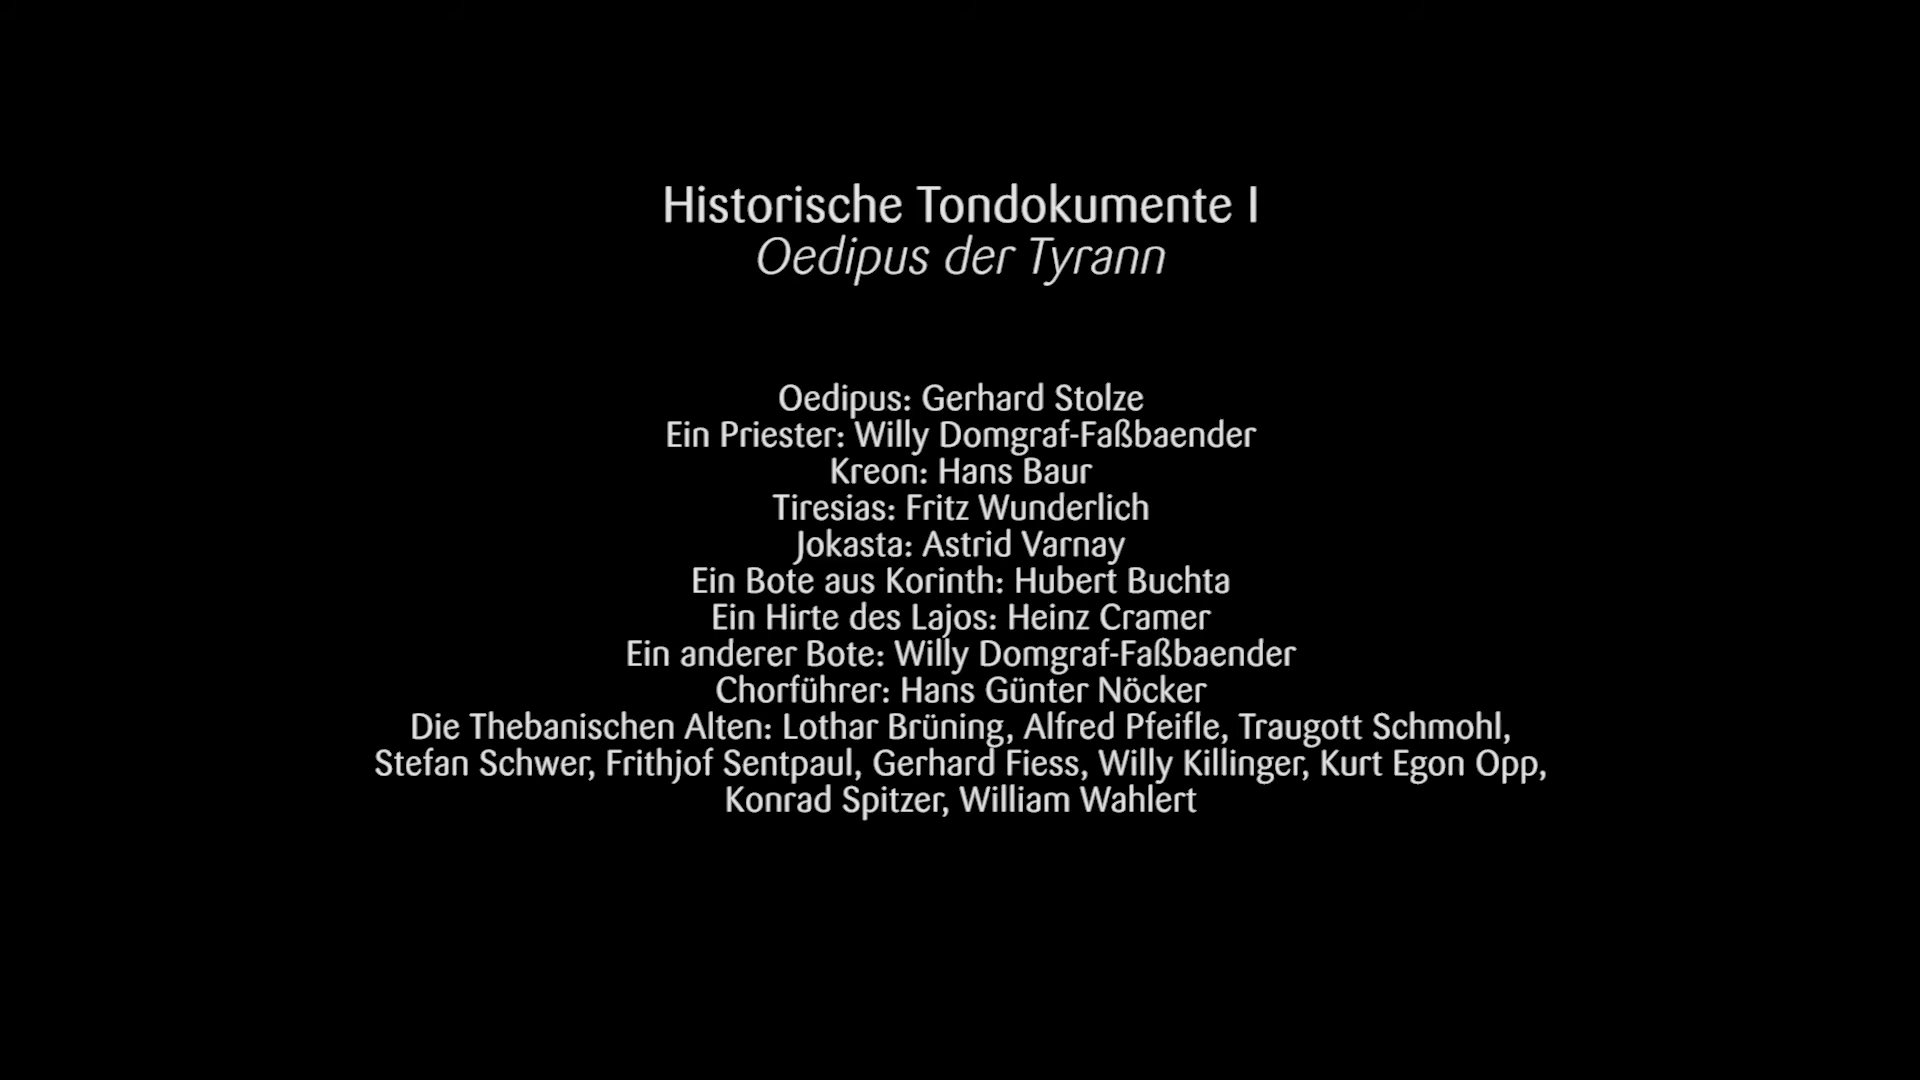 Historische Tondokumente I
Oedipus der Tyrann
Oedipus: Gerhard Stolze
Ein Priester: Willy Domgraf-Faßbaender
Kreon: Hans Baur
Tiresias: Fritz Wunderlich
Jokasta: Astrid Varnay
Ein Bote aus Korinth: Hubert Buchta
Ein Hirte des Lajos: Heinz Cramer
Ein anderer Bote: Willy Domgraf-Faßbaender
Chorführer: Hans Günter Nöcker
Die Thebanischen Alten: Lothar Brüning, Alfred Pfeifle, Traugott Schmohl,
Stefan Schwer, Frithjof Sentpaul, Gerhard Fiess, Willy Killinger, Kurt Egon Opp,
Konrad Spitzer, William Wahlert